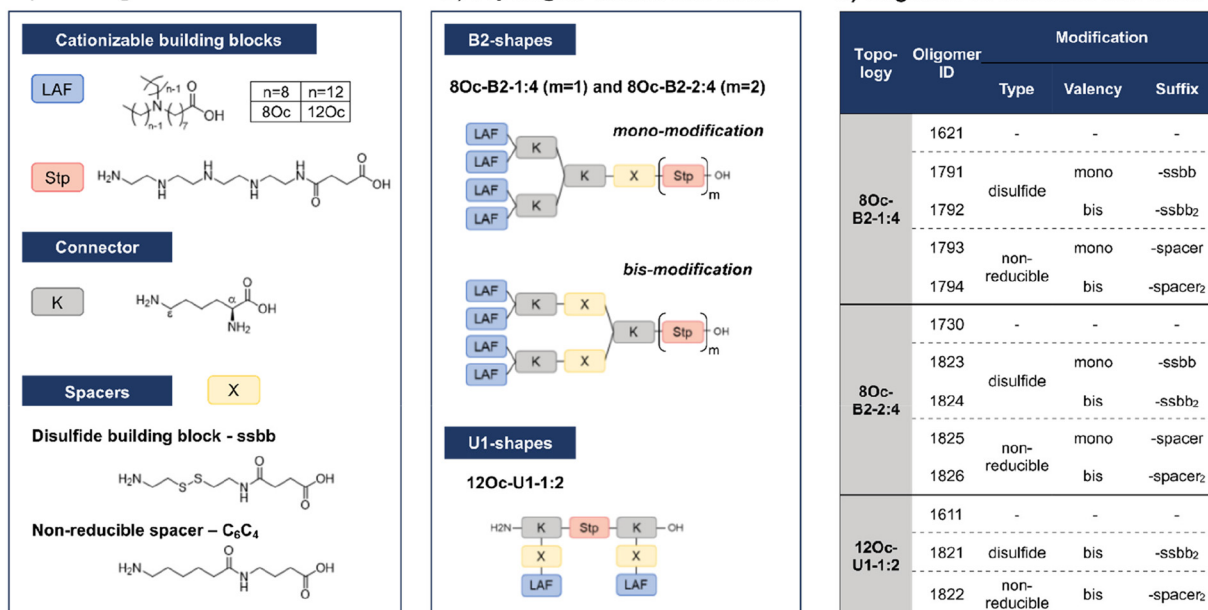 Cationizable building blocks
LAF
n-1
n-1
N
7
O
OH
n=8 n=12
8Oc 12Oc
Stp
H2N
H
N
N
H
H
N
N
H
H
N
O
O
OH
Connector
K
H2N
ε
α
O
OH
NH2
Spacers
X
Disulfide building block - ssbb
H2N
S
S
N
H
O
O
OH
Non-reducible spacer – C6C4
H2N
O
N
H
O
OH
B2-shapes
8Oc-B2-1:4 (m=1) and 8Oc-B2-2:4 (m=2)
mono-modification
LAF
LAF
LAF
LAF
K
K
K
X
Stp
OH
m
bis-modification
LAF
LAF
LAF
LAF
K
X
K
X
K
Stp
OH
m
U1-shapes
12Oc-U1-1:2
H2N K Stp K OH
X X
LAF LAF
Topo-
logy
Oligomer
ID
Modification
Type Valency Suffix
8Oc-
B2-1:4
1621 - - -
1791 disulfide mono -ssbb
1792 bis -ssbb2
1793 non-
reducible mono -spacer
1794 bis -spacer2
8Oc-
B2-2:4
1730 - - -
1823 disulfide mono -ssbb
1824 bis -ssbb2
1825 non-
reducible mono -spacer
1826 bis -spacer2
12Oc-
U1-1:2
1611 - - -
1821 disulfide bis -ssbb2
1822 non-
reducible bis -spacer2